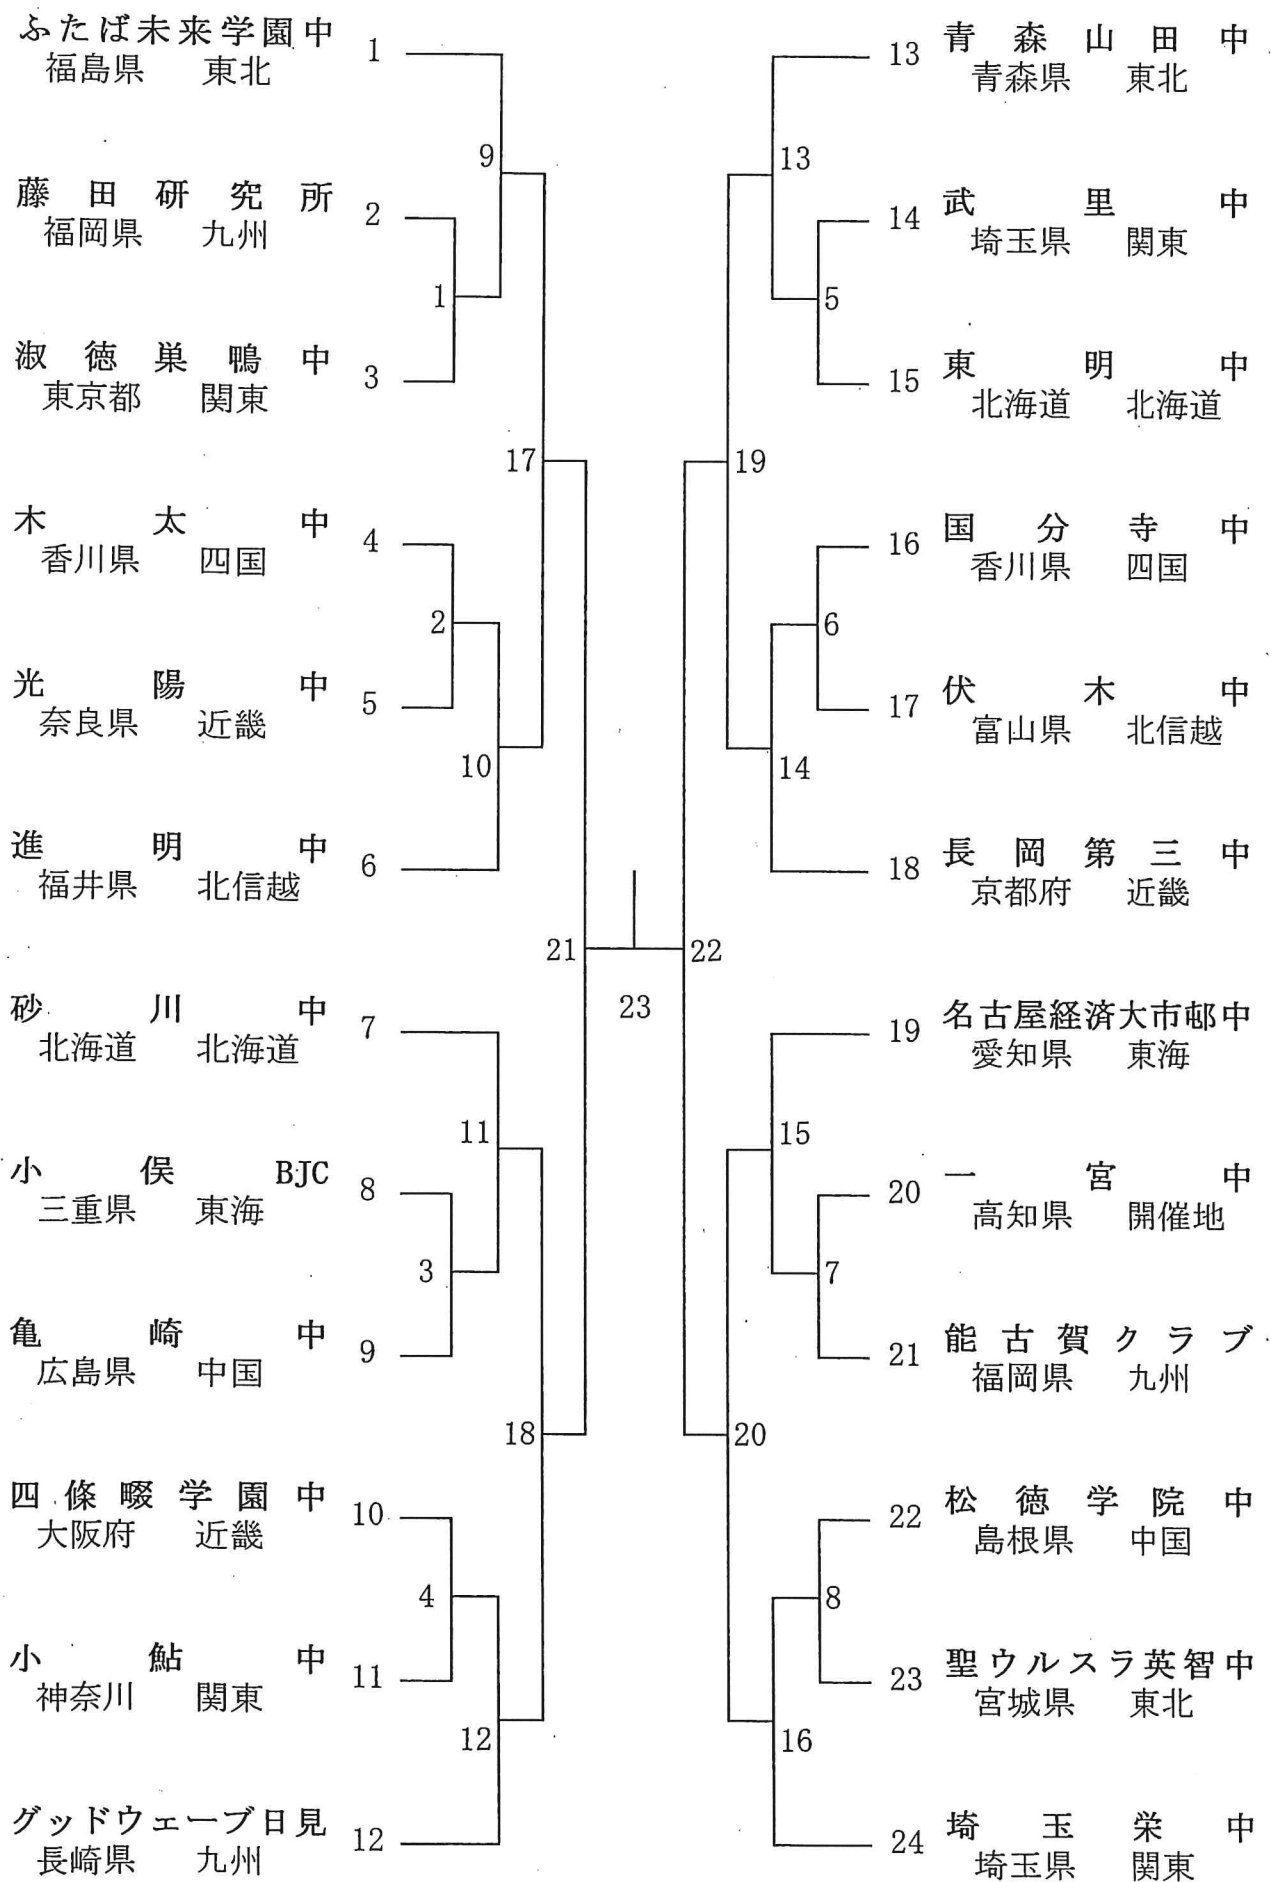 ふたば未来学園中
1
福島県 東北
9
藤田研究所
2
福岡県 九州
1
淑徳巣鴨中
3
東京都 関東
17
木太中
4
香川県 四国
2
光陽中
5
奈良県 近畿
10
進明中
6
福井県 北信越
21
砂川中
7
北海道 北海道
11
小俣BJC
8
三重県 東海
3
亀崎中
9
広島県 中国
18
四條畷学園中
10
大阪府 近畿
4
小鮎中
11
神奈川 関東
12
グッドウェーブ日見
12
長崎県 九州
23
13
青森山田中
青森県 東北
13
14
武里中
埼玉県 関東
5
15
東明中
北海道 北海道
19
16
国分寺中
香川県 四国
6
17
伏木中
富山県 北信越
14
18
長岡第三中
京都府 近畿
22
19
名古屋経済大市邨中
愛知県 東海
15
20
一宮中
高知県 開催地
7
21
能古賀クラブ
福岡県 九州
20
22
松徳学院中
島根県 中国
8
23
聖ウルスラ英智中
宮城県 東北
16
24
埼玉栄中
埼玉県 関東